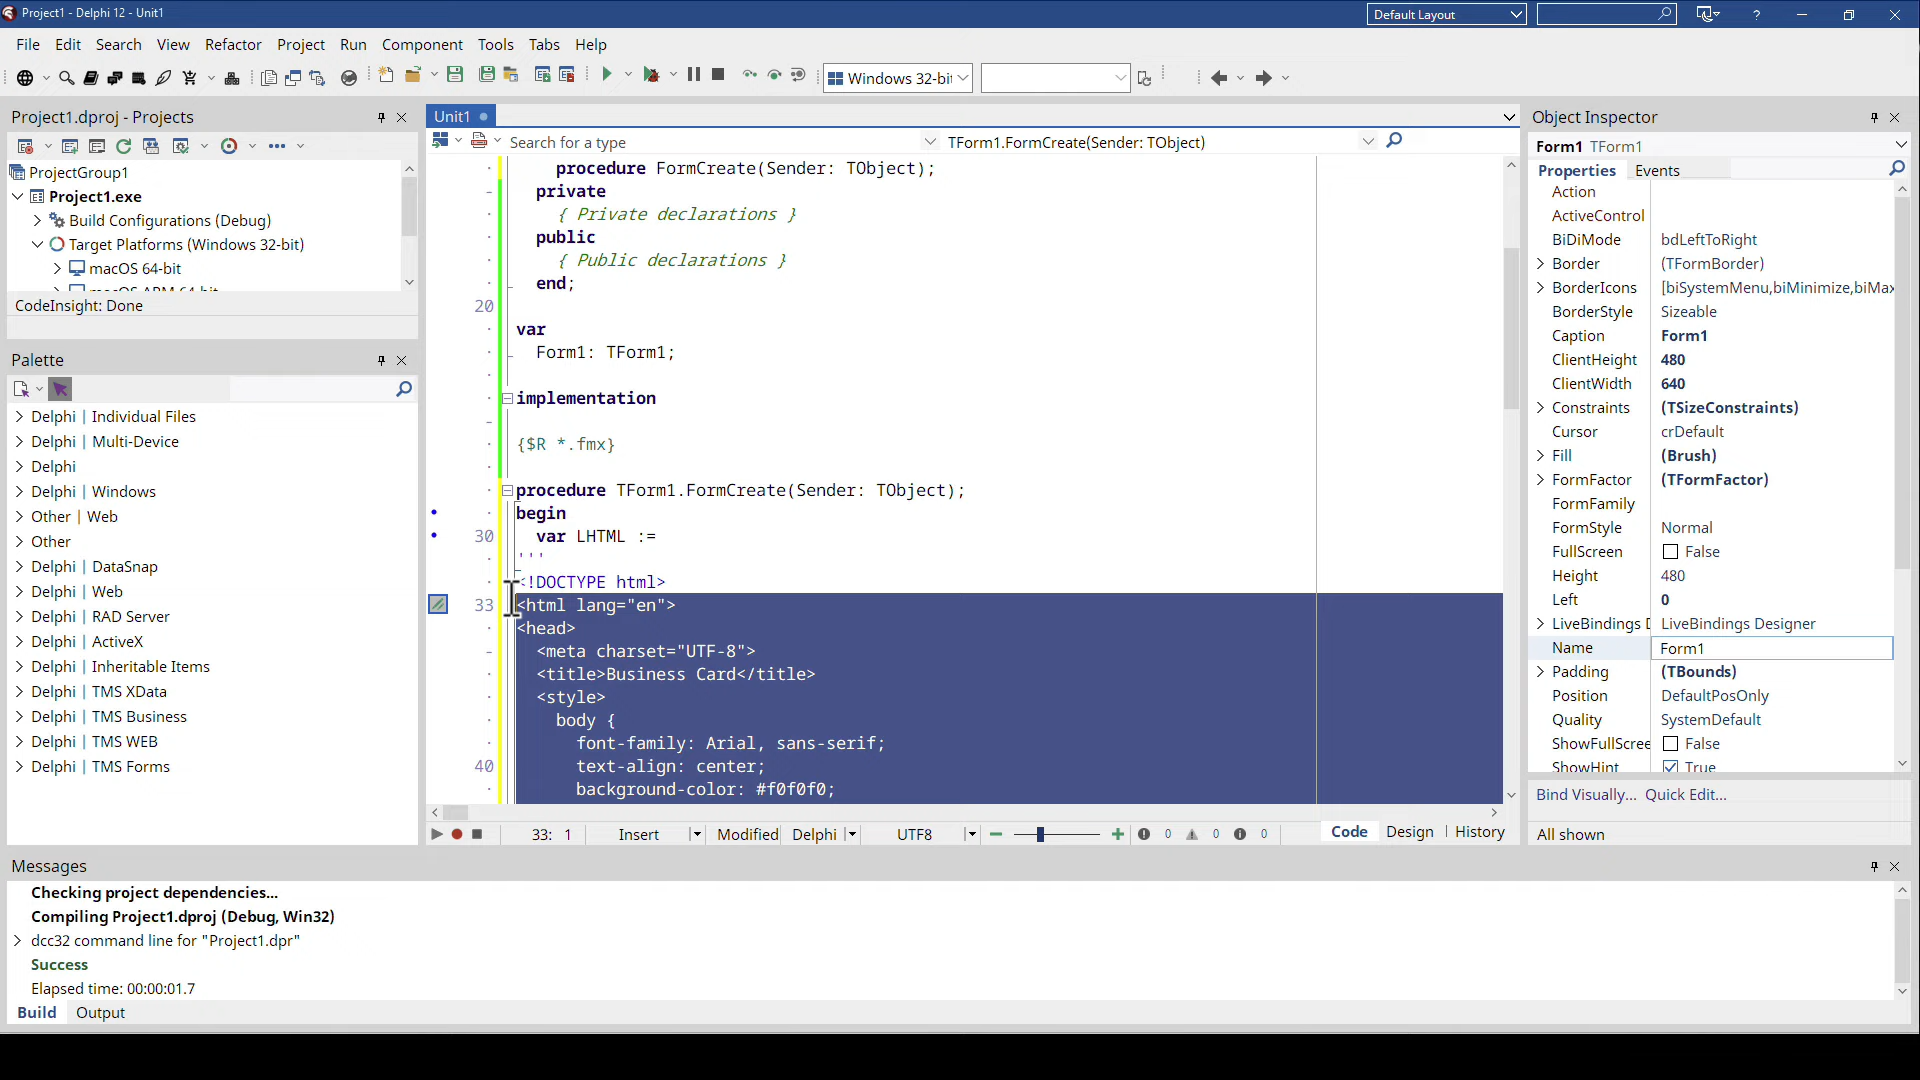 Project1 - Delphi 12 - Unit1
Default Layout
File Edit Search View Refactor Project Run Component Tools Tabs Help
Windows 32-bit
Project1.dproj - Projects
ProjectGroup1
Project1.exe
Build Configurations (Debug)
Target Platforms (Windows 32-bit)
macOS 64-bit
macOS ARM 64-bit
CodeInsight: Done
Palette
Delphi | Individual Files
Delphi | Multi-Device
Delphi
Delphi | Windows
Other | Web
Other
Delphi | DataSnap
Delphi | Web
Delphi | RAD Server
Delphi | ActiveX
Delphi | Inheritable Items
Delphi | TMS XData
Delphi | TMS Business
Delphi | TMS WEB
Delphi | TMS Forms
Unit1
Search for a type
TForm1.FormCreate(Sender: TObject)
procedure FormCreate(Sender: TObject);
private
{ Private declarations }
public
{ Public declarations }
end;
20
var
Form1: TForm1;
implementation
{$R *.fmx}
procedure TForm1.FormCreate(Sender: TObject);
begin
30 var LHTML :=
'''
<!DOCTYPE html>
33 <html lang="en">
<head>
<meta charset="UTF-8">
<title>Business Card</title>
<style>
body {
font-family: Arial, sans-serif;
40 text-align: center;
background-color: #f0f0f0;
33: 1 Insert Modified Delphi UTF8 0 0 0 Code Design History
Object Inspector
Form1 TForm1
Properties Events
Action
ActiveControl
BiDiMode bdLeftToRight
Border (TFormBorder)
BorderIcons [biSystemMenu,biMinimize,biMax
BorderStyle Sizeable
Caption Form1
ClientHeight 480
ClientWidth 640
Constraints (TSizeConstraints)
Cursor crDefault
Fill (Brush)
FormFactor (TFormFactor)
FormFamily
FormStyle Normal
FullScreen False
Height 480
Left 0
LiveBindings D LiveBindings Designer
Name Form1
Padding (TBounds)
Position DefaultPosOnly
Quality SystemDefault
ShowFullScree False
ShowHint True
Bind Visually... Quick Edit...
All shown
Messages
Checking project dependencies...
Compiling Project1.dproj (Debug, Win32)
dcc32 command line for "Project1.dpr"
Success
Elapsed time: 00:00:01.7
Build Output